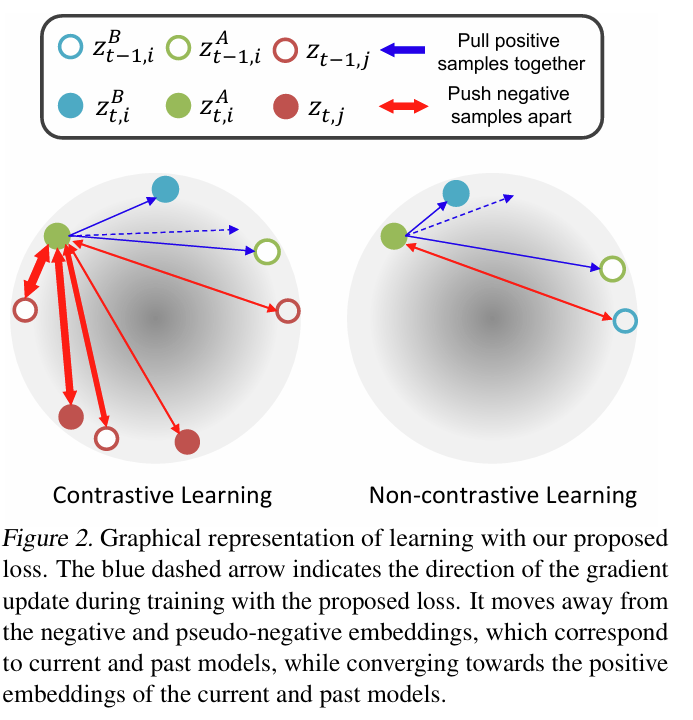 z^B_{t-1,i} z^A_{t-1,i} z_{t-1,j} Pull positive samples together
z^B_{t,i} z^A_{t,i} z_{t,j} Push negative samples apart
Contrastive Learning Non-contrastive Learning
Figure 2. Graphical representation of learning with our proposed
loss. The blue dashed arrow indicates the direction of the gradient
update during training with the proposed loss. It moves away from
the negative and pseudo-negative embeddings, which correspond
to current and past models, while converging towards the positive
embeddings of the current and past models.